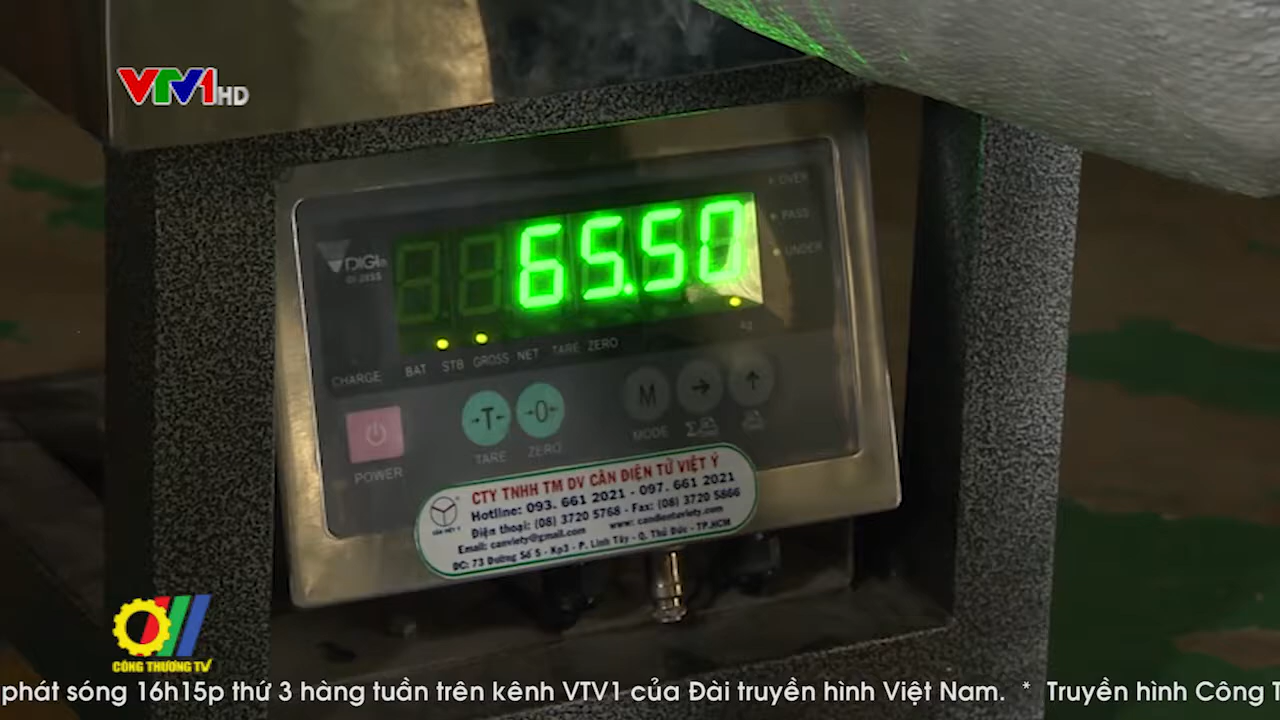 VTV1HD
65.50
OVER
PASS
UNDER
DIGI
DI 28SS
kg
CHARGE BAT STB GROSS NET TARE ZERO
→T←
→0←
M
→
↑
POWER
TARE
ZERO
MODE
Σ
CTY TNHH TM DV CÂN ĐIỆN TỬ VIỆT Ý
Hotline: 093. 661 2021 - 097. 661 2021
Điện thoại: (08) 3720 5768 - Fax: (08) 3720 5866
Email: canviety@gmail.com www: candientuviety.com
ĐC: 73 Đường Số 5 - Kp3 - P. Linh Tây - Q. Thủ Đức - TP.HCM
CÔNG THƯƠNG TV
phát sóng 16h15p thứ 3 hàng tuần trên kênh VTV1 của Đài truyền hình Việt Nam. * Truyền hình Công T